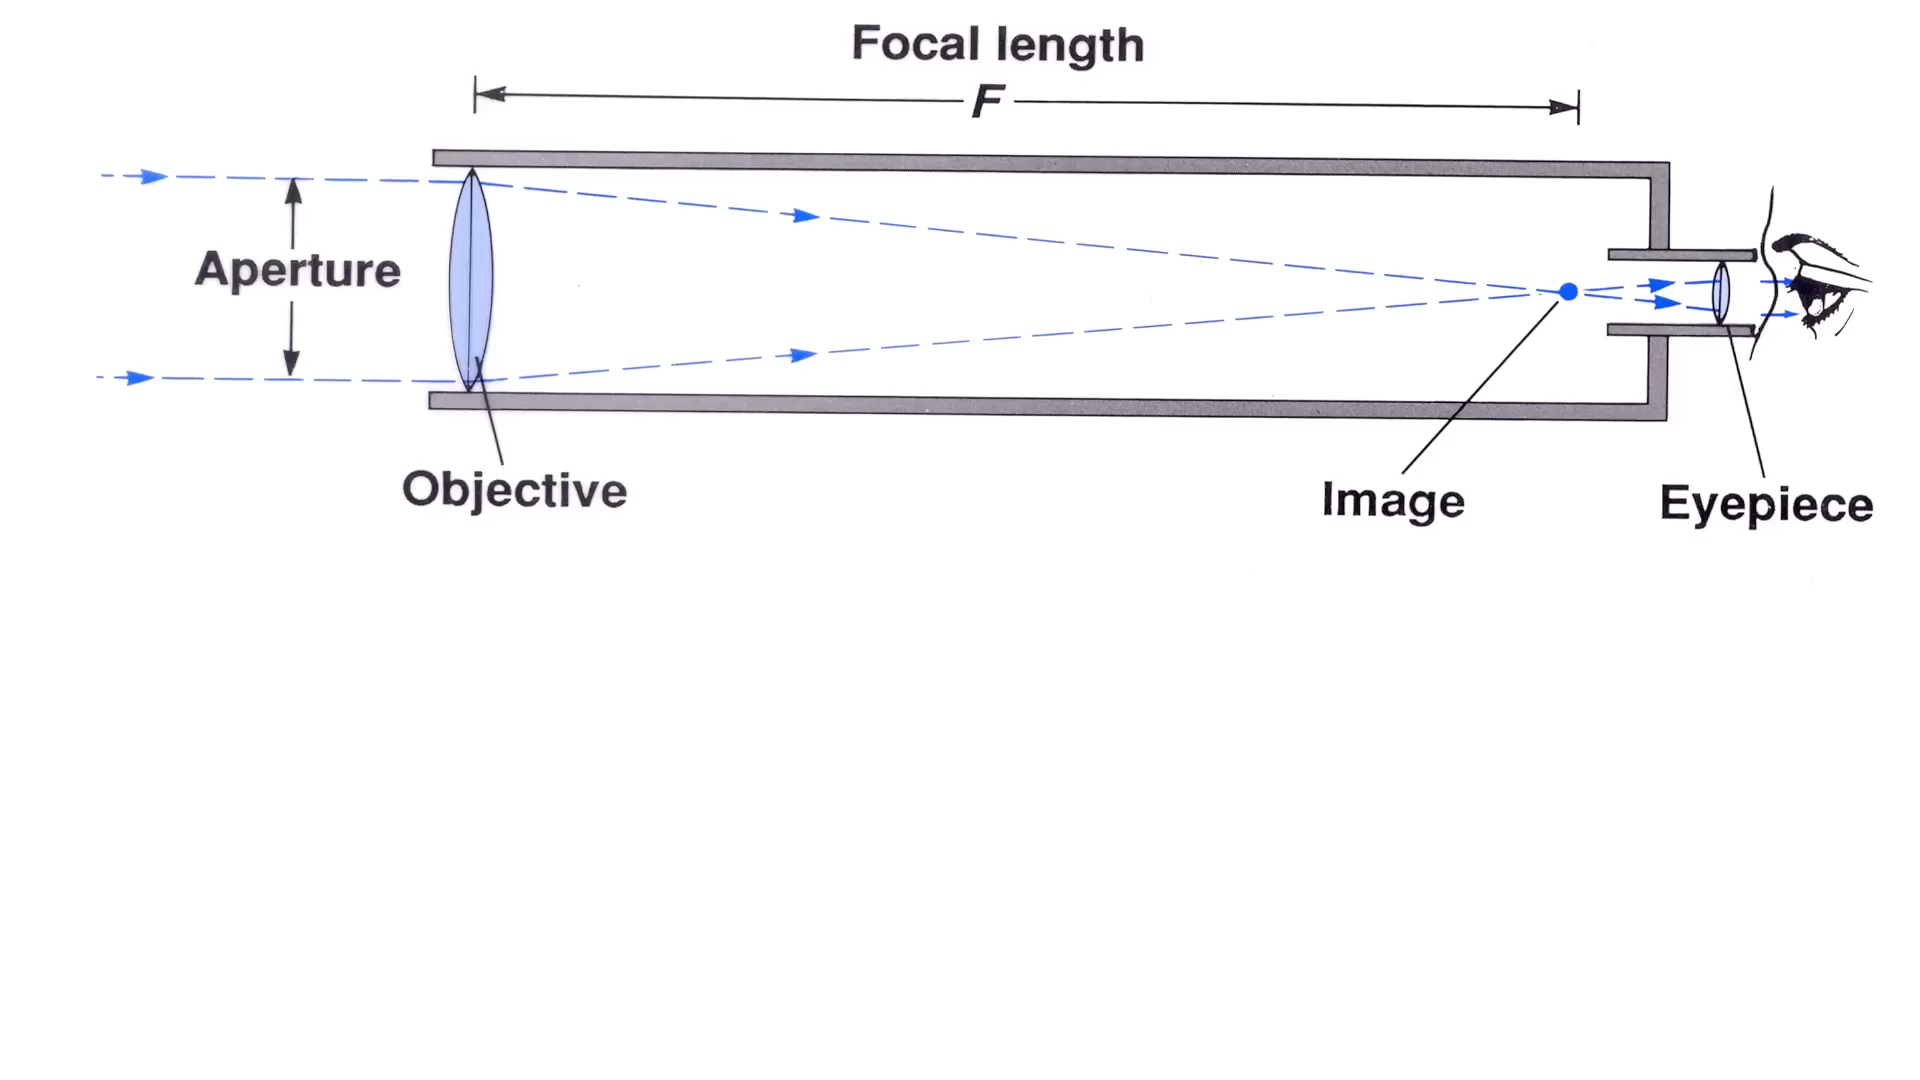 Focal length
F
Aperture
Objective
Image
Eyepiece